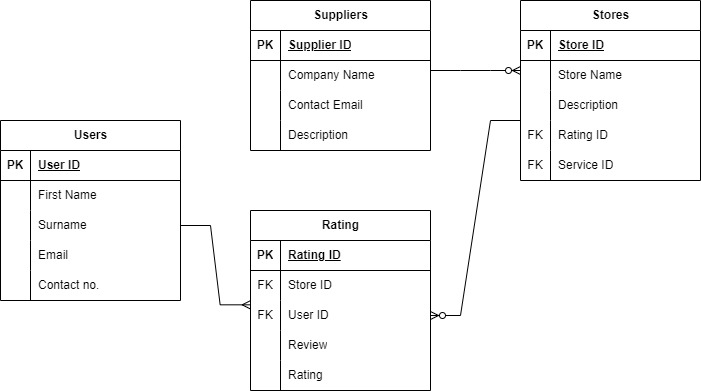 Suppliers
PK Supplier ID
Company Name
Contact Email
Description
Stores
PK Store ID
Store Name
Description
FK Rating ID
FK Service ID
Users
PK User ID
First Name
Surname
Email
Contact no.
Rating
PK Rating ID
FK Store ID
FK User ID
Review
Rating